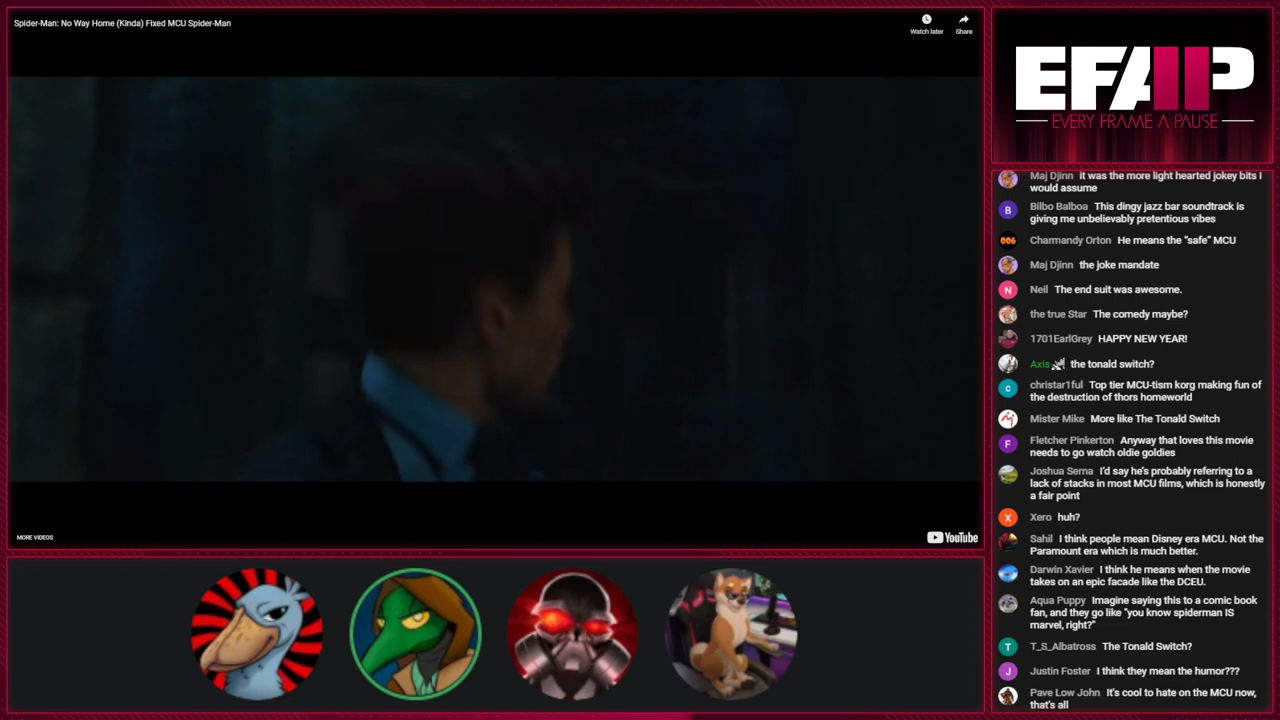 Spider-Man: No Way Home (Kinda) Fixed MCU Spider-Man
Watch later
Share
MORE VIDEOS
YouTube
EFAP
EVERY FRAME A PAUSE
Maj Djinn it was the more light hearted jokey bits I
would assume
B
Bilbo Balboa This dingy jazz bar soundtrack is
giving me unbelievably pretentious vibes
Charmandy Orton He means the “safe” MCU
Maj Djinn the joke mandate
N
Neil The end suit was awesome.
the true Star The comedy maybe?
1701EarlGrey HAPPY NEW YEAR!
Axis the tonald switch?
c
christar1ful Top tier MCU-tism korg making fun of
the destruction of thors homeworld
Mister Mike More like The Tonald Switch
F
Fletcher Pinkerton Anyway that loves this movie
needs to go watch oldie goldies
Joshua Serna I'd say he's probably referring to a
lack of stacks in most MCU films, which is honestly
a fair point
X
Xero huh?
Sahil I think people mean Disney era MCU. Not the
Paramount era which is much better.
Darwin Xavier I think he means when the movie
takes on an epic facade like the DCEU.
Aqua Puppy Imagine saying this to a comic book
fan, and they go like “you know spiderman IS
marvel, right?”
T
T_S_Albatross The Tonald Switch?
J
Justin Foster I think they mean the humor???
Pave Low John It's cool to hate on the MCU now,
that's all